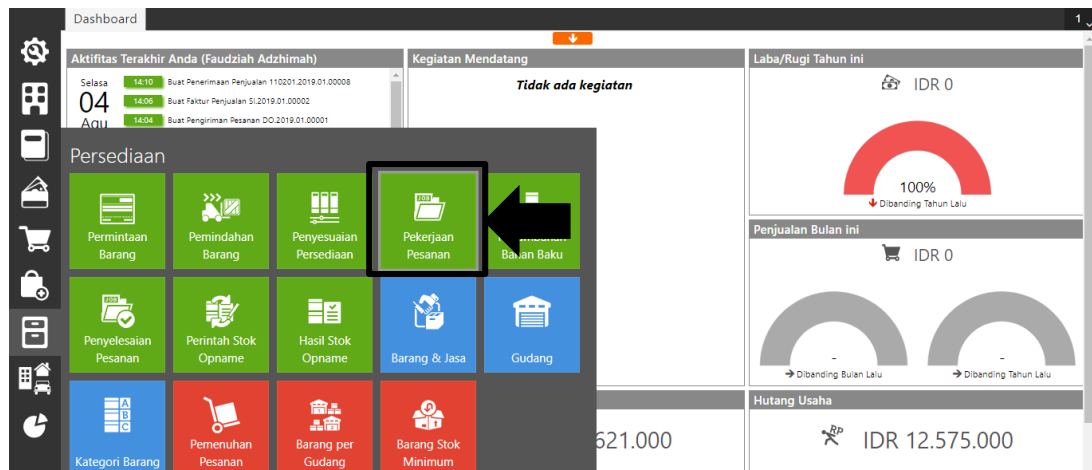 Dashboard
1
Aktifitas Terakhir Anda (Faudziah Adzhimah)
Selasa
04
Agu
14:10 Buat Penerimaan Penjualan 110201.2019.01.00008
14:06 Buat Faktur Penjualan SI.2019.01.00002
14:04 Buat Pengiriman Pesanan DO.2019.01.00001
Kegiatan Mendatang
Tidak ada kegiatan
Laba/Rugi Tahun ini
IDR 0
100%
Dibanding Tahun Lalu
Persediaan
Permintaan
Barang
Pemindahan
Barang
Penyesuaian
Persediaan
JOB
Pekerjaan
Pesanan
Bahan Baku
JOB
Penyelesaian
Pesanan
Perintah Stok
Opname
Hasil Stok
Opname
Barang & Jasa
Gudang
A
B
C
Kategori Barang
Pemenuhan
Pesanan
Barang per
Gudang
Barang Stok
Minimum
Penjualan Bulan ini
IDR 0
-
Dibanding Bulan Lalu
-
Dibanding Tahun Lalu
621.000
Hutang Usaha
RP
IDR 12.575.000